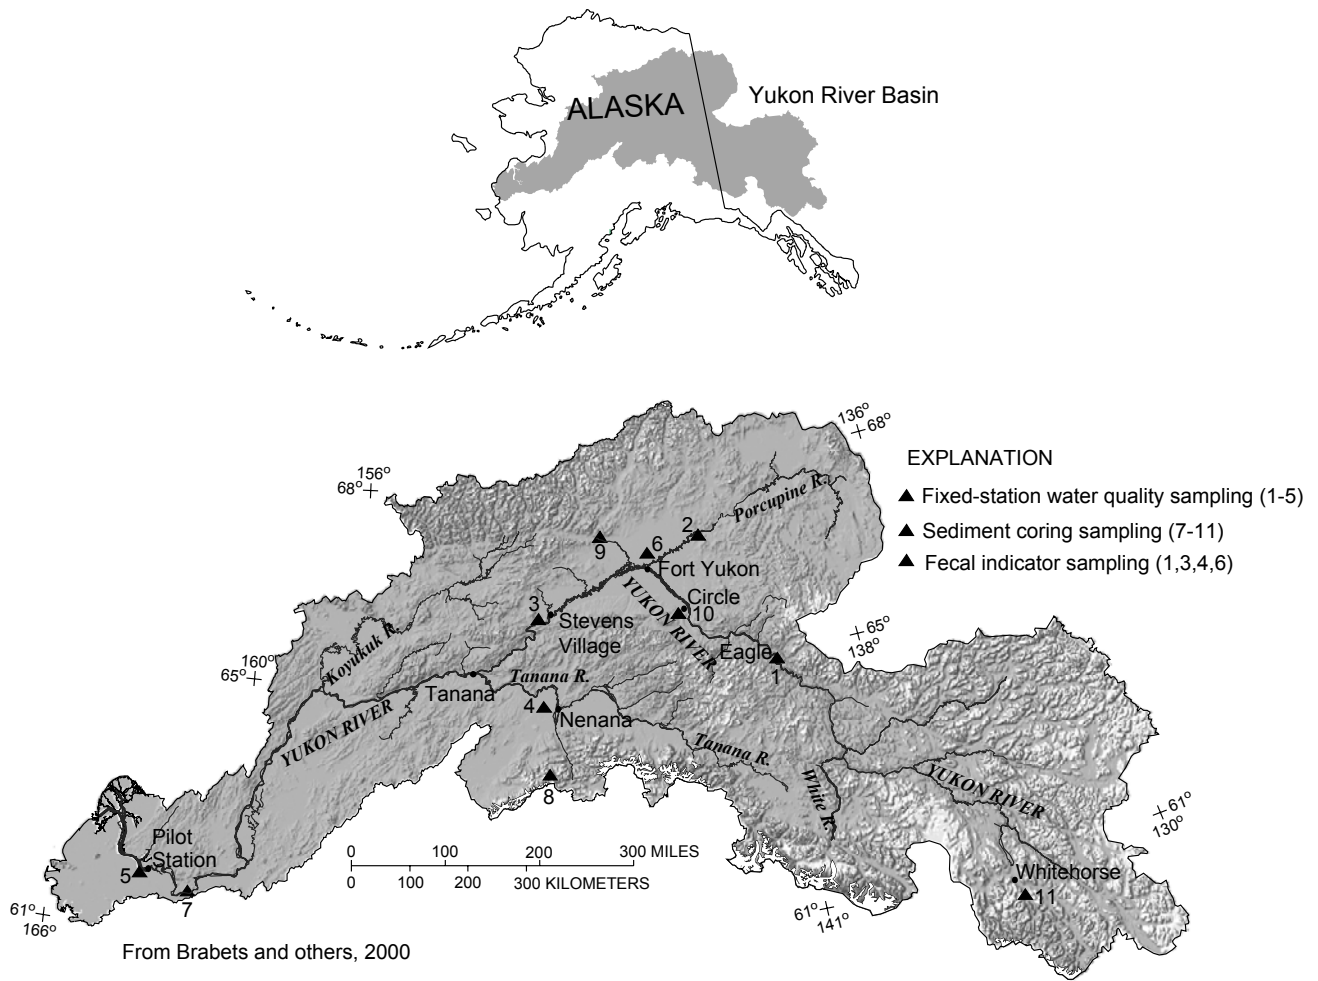 ALASKA
Yukon River Basin
136°
68°
156°
68°
EXPLANATION
Fixed-station water quality sampling (1-5)
Sediment coring sampling (7-11)
Fecal indicator sampling (1,3,4,6)
Porcupine R.
2
9
6
Fort Yukon
YUKON RIVER
Circle
10
3
Stevens
Village
Eagle
1
65°
138°
160°
65°
Koyukuk R.
Tanana
Tanana R.
4
Nenana
YUKON RIVER
Tanana R.
White R.
YUKON RIVER
8
61°
130°
Pilot
Station
5
7
0 100 200 300 MILES
0 100 200 300 KILOMETERS
Whitehorse
11
61°
141°
61°
166°
From Brabets and others, 2000